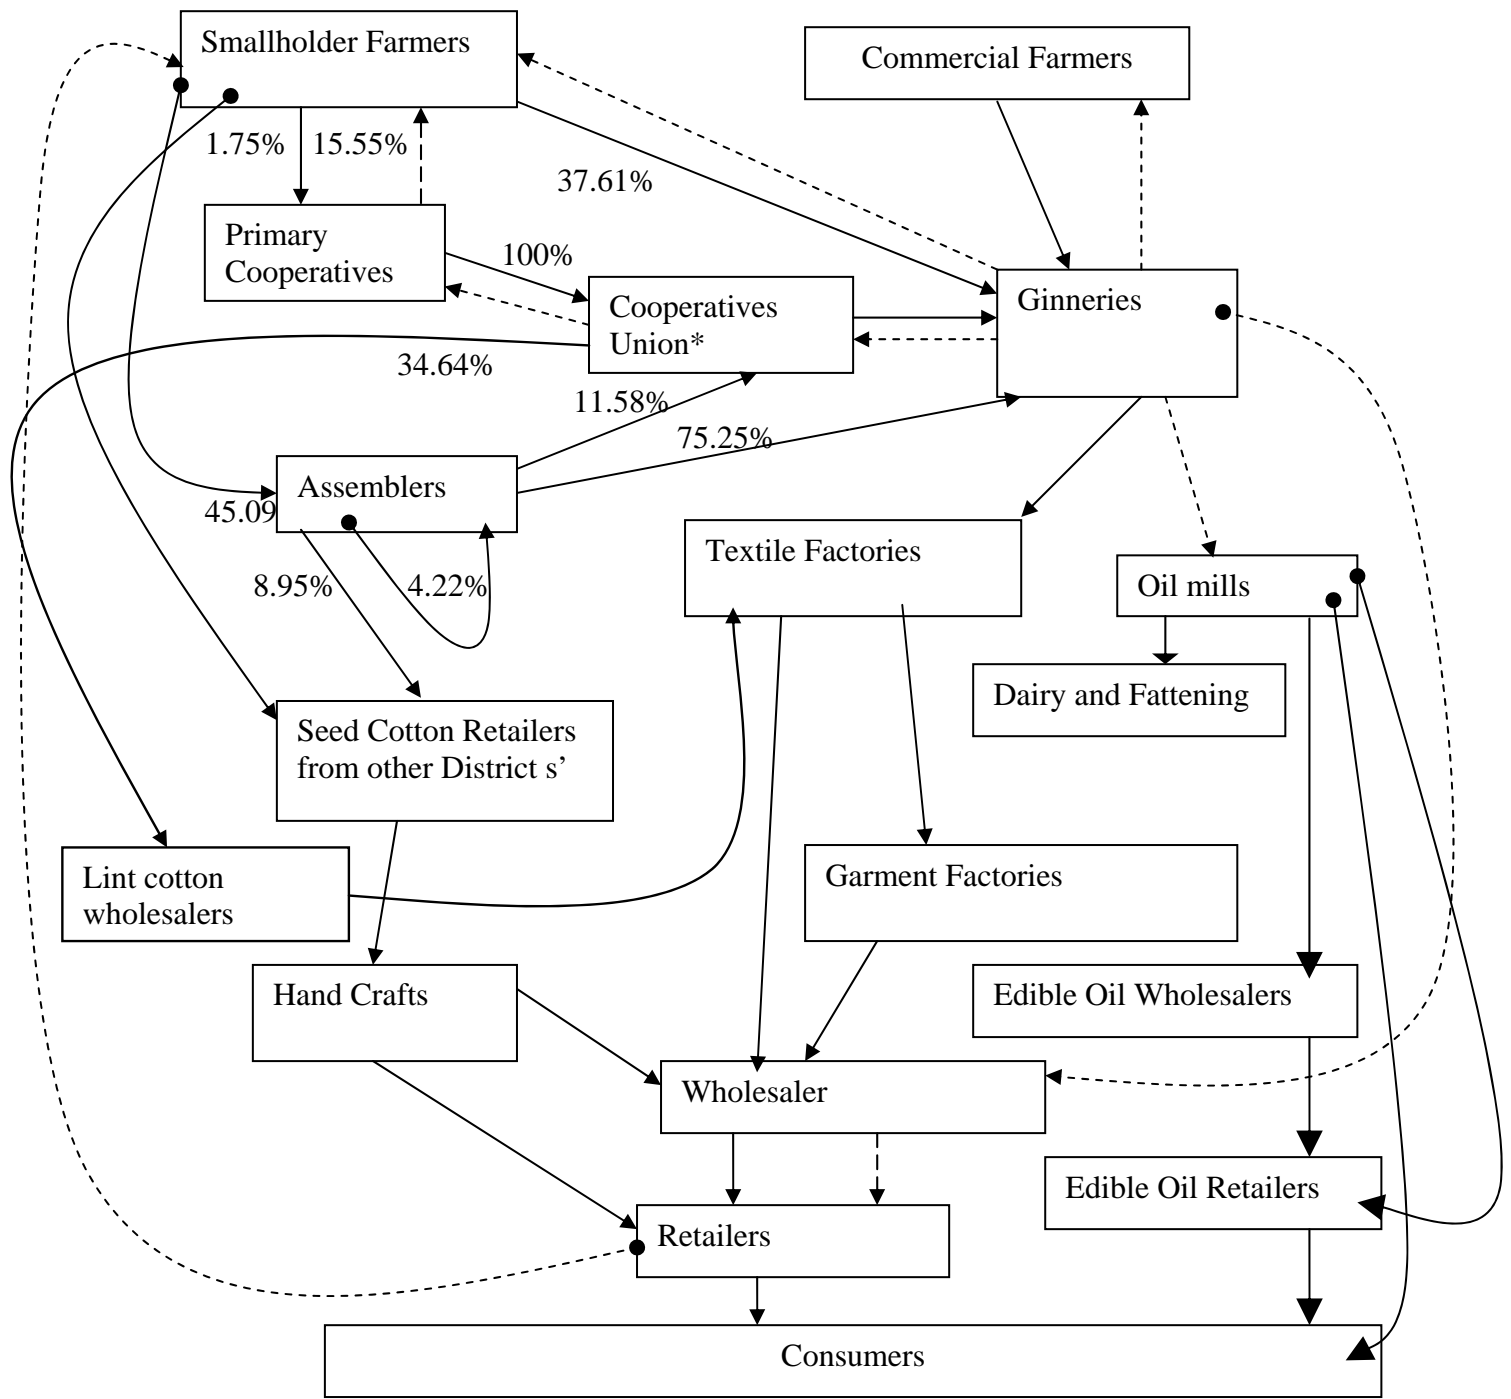 Smallholder Farmers
Commercial Farmers
1.75%
15.55%
37.61%
Primary
Cooperatives
100%
Cooperatives
Union*
Ginneries
34.64%
11.58%
75.25%
Assemblers
45.09
8.95%
4.22%
Textile Factories
Oil mills
Dairy and Fattening
Seed Cotton Retailers
from other District s’
Lint cotton
wholesalers
Garment Factories
Hand Crafts
Edible Oil Wholesalers
Wholesaler
Edible Oil Retailers
Retailers
Consumers